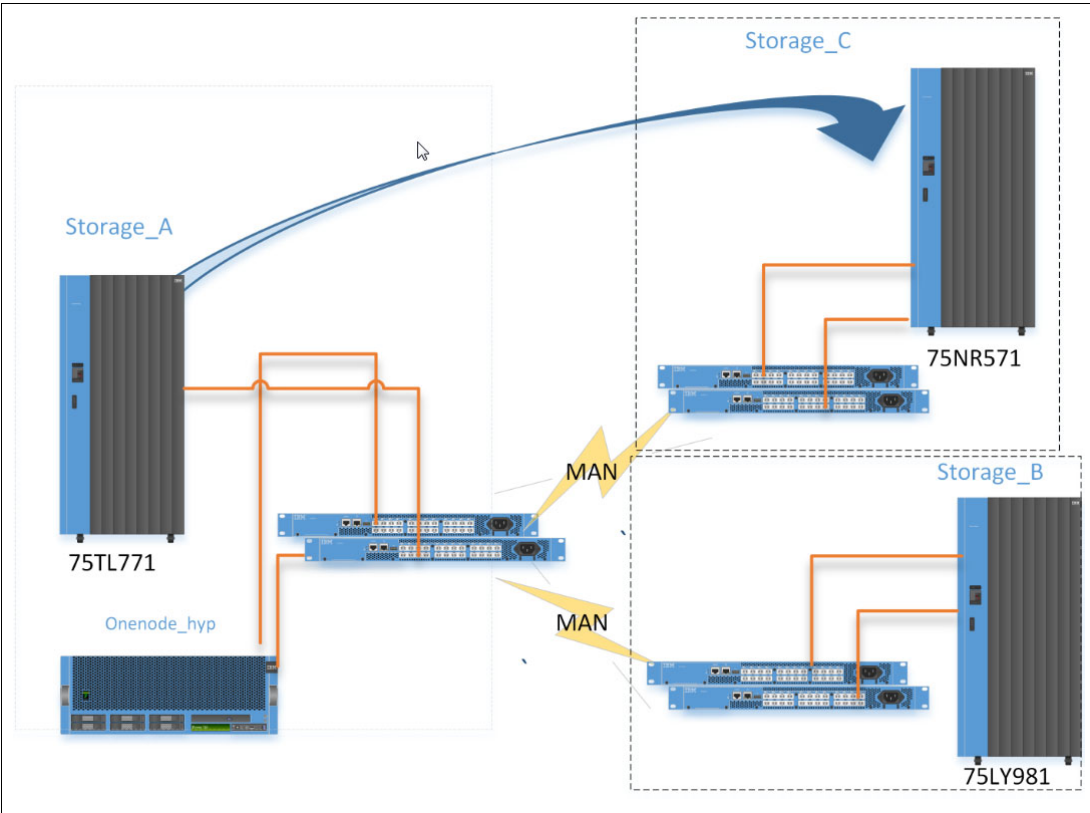 Storage_C
Storage_A
75NR571
MAN
Storage_B
75TL771
Onenode_hyp
MAN
75LY981